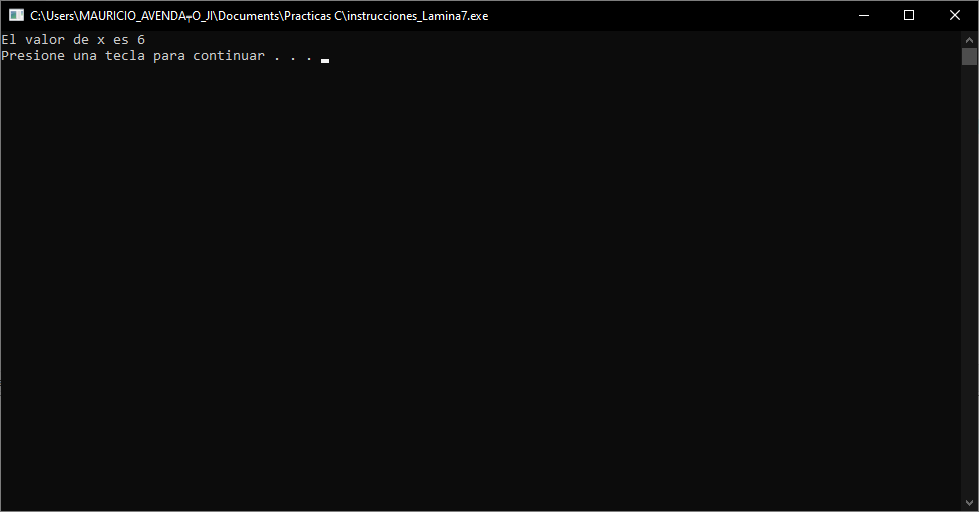 C:\Users\MAURICIO_AVENDA┬O_JI\Documents\Practicas C\instrucciones_Lamina7.exe
El valor de x es 6
Presione una tecla para continuar . . .